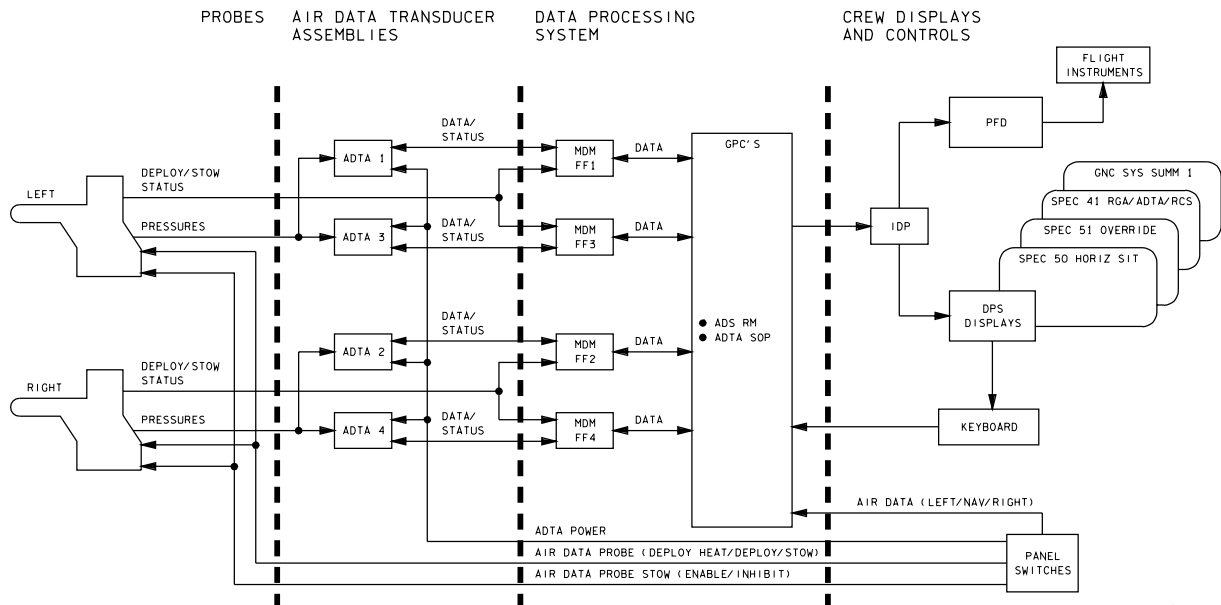 PROBES
AIR DATA TRANSDUCER
ASSEMBLIES
DATA PROCESSING
SYSTEM
CREW DISPLAYS
AND CONTROLS
LEFT
DEPLOY/STOW
STATUS
PRESSURES
RIGHT
DEPLOY/STOW
STATUS
PRESSURES
ADTA 1
ADTA 3
ADTA 2
ADTA 4
DATA/
STATUS
DATA/
STATUS
DATA/
STATUS
DATA/
STATUS
MDM
FF1
MDM
FF3
MDM
FF2
MDM
FF4
DATA
DATA
DATA
DATA
GPC'S
● ADS RM
● ADTA SOP
IDP
PFD
FLIGHT
INSTRUMENTS
GNC SYS SUMM 1
SPEC 41 RGA/ADTA/RCS
SPEC 51 OVERRIDE
SPEC 50 HORIZ SIT
DPS
DISPLAYS
KEYBOARD
AIR DATA (LEFT/NAV/RIGHT)
ADTA POWER
AIR DATA PROBE (DEPLOY HEAT/DEPLOY/STOW)
AIR DATA PROBE STOW (ENABLE/INHIBIT)
PANEL
SWITCHES